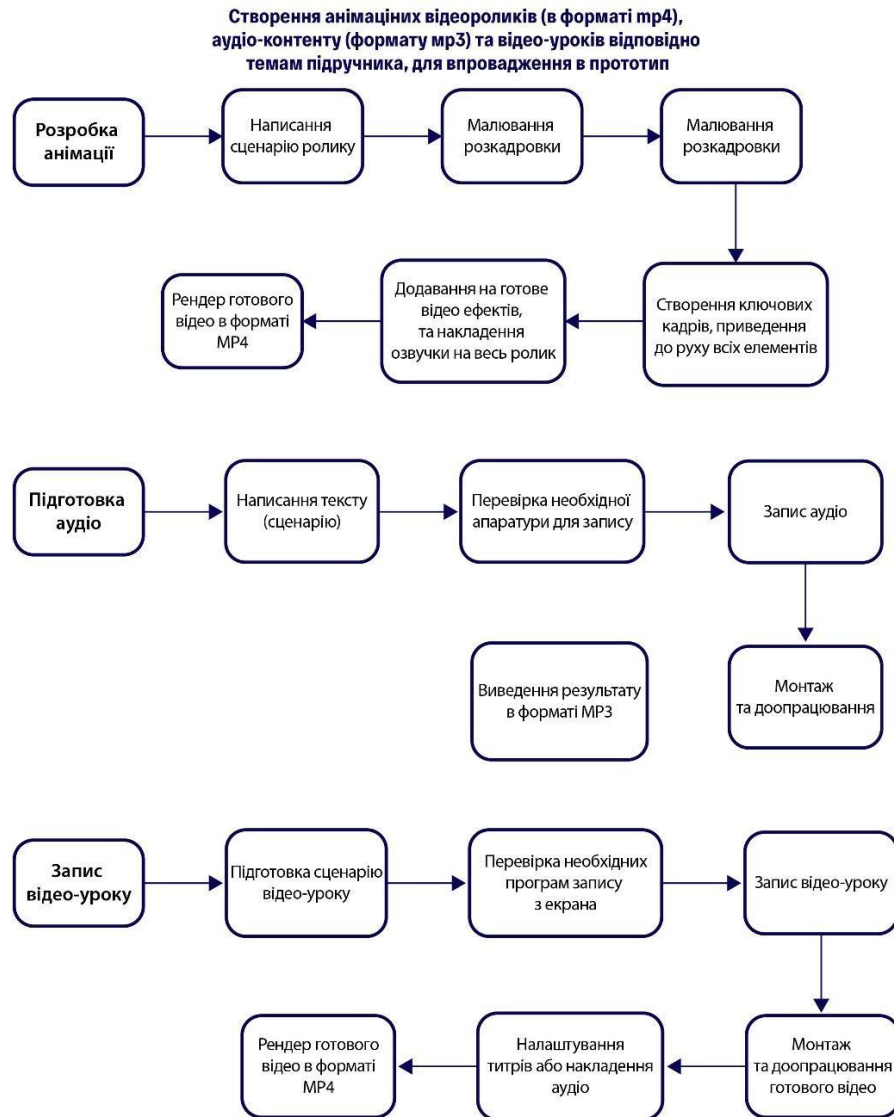 Створення анімаціних відеороликів (в форматі mp4),
аудіо-контенту (формату мр3) та відео-уроків відповідно
темам підручника, для впровадження в прототип
Розробка
анімації
Написання
сценарію ролику
Малювання
розкадровки
Малювання
розкадровки
Рендер готового
відео в форматі
MP4
Додавання на готове
відео ефектів,
та накладення
озвучки на весь ролик
Створення ключових
кадрів, приведення
до руху всіх елементів
Підготовка
аудіо
Написання тексту
(сценарію)
Перевірка необхідної
апаратури для запису
Запис аудіо
Виведення результату
в форматі MP3
Монтаж
та доопрацювання
Запис
відео-уроку
Підготовка сценарію
відео-уроку
Перевірка необхідних
програм запису
з екрана
Запис відео-уроку
Рендер готового
відео в форматі
MP4
Налаштування
титрів або накладення
аудіо
Монтаж
та доопрацювання
готового відео